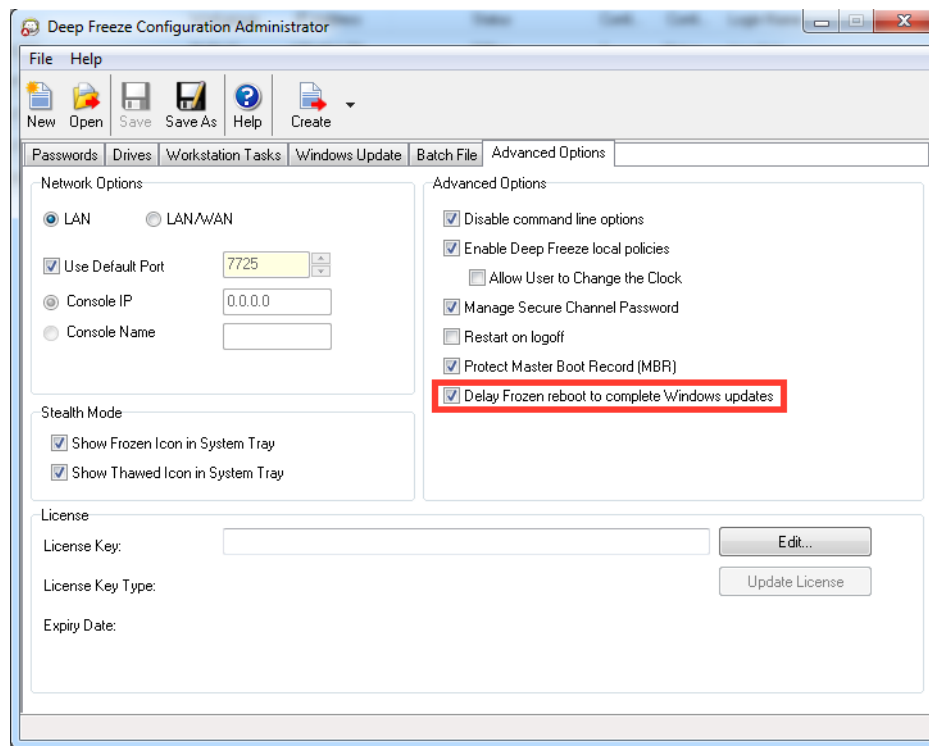 Deep Freeze Configuration Administrator
File Help
New Open Save Save As Help Create
Passwords Drives Workstation Tasks Windows Update Batch File Advanced Options
Network Options
LAN LAN/WAN
Use Default Port 7725
Console IP 0.0.0.0
Console Name
Stealth Mode
Show Frozen Icon in System Tray
Show Thawed Icon in System Tray
Advanced Options
Disable command line options
Enable Deep Freeze local policies
Allow User to Change the Clock
Manage Secure Channel Password
Restart on logoff
Protect Master Boot Record (MBR)
Delay Frozen reboot to complete Windows updates
License
License Key: Edit...
License Key Type: Update License
Expiry Date: